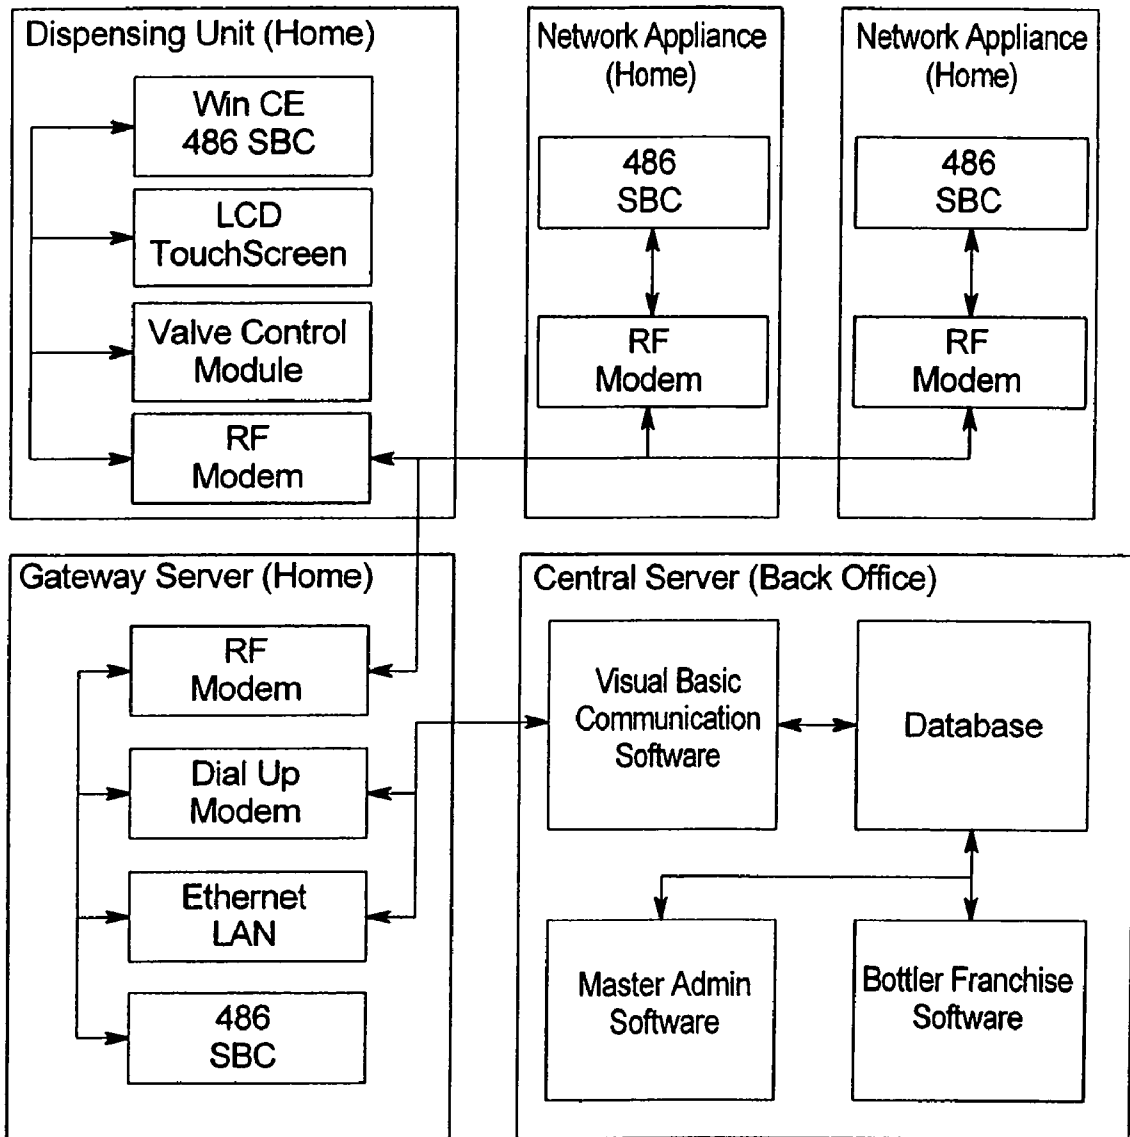 Dispensing Unit (Home)
Win CE
486 SBC
LCD
TouchScreen
Valve Control
Module
RF
Modem
Network Appliance
(Home)
486
SBC
RF
Modem
Network Appliance
(Home)
486
SBC
RF
Modem
Gateway Server (Home)
RF
Modem
Dial Up
Modem
Ethernet
LAN
486
SBC
Central Server (Back Office)
Visual Basic
Communication
Software
Database
Master Admin
Software
Bottler Franchise
Software